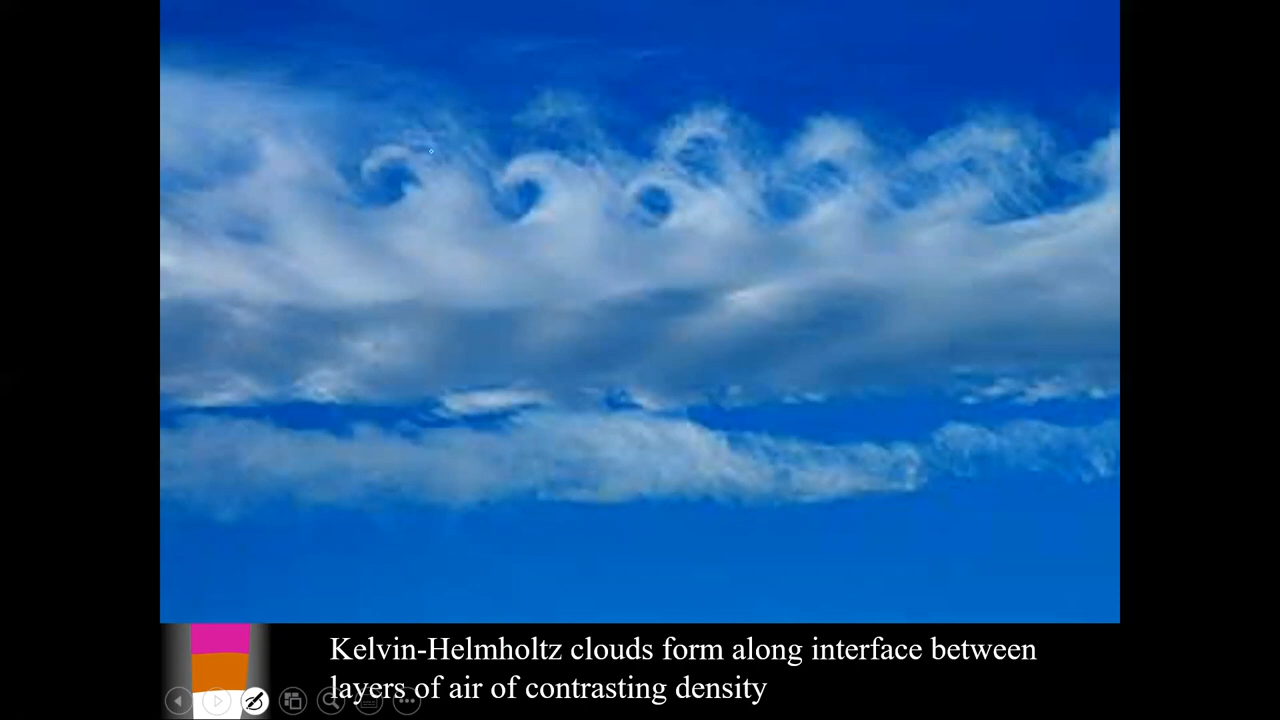 Kelvin-Helmholtz clouds form along interface between
layers of air of contrasting density